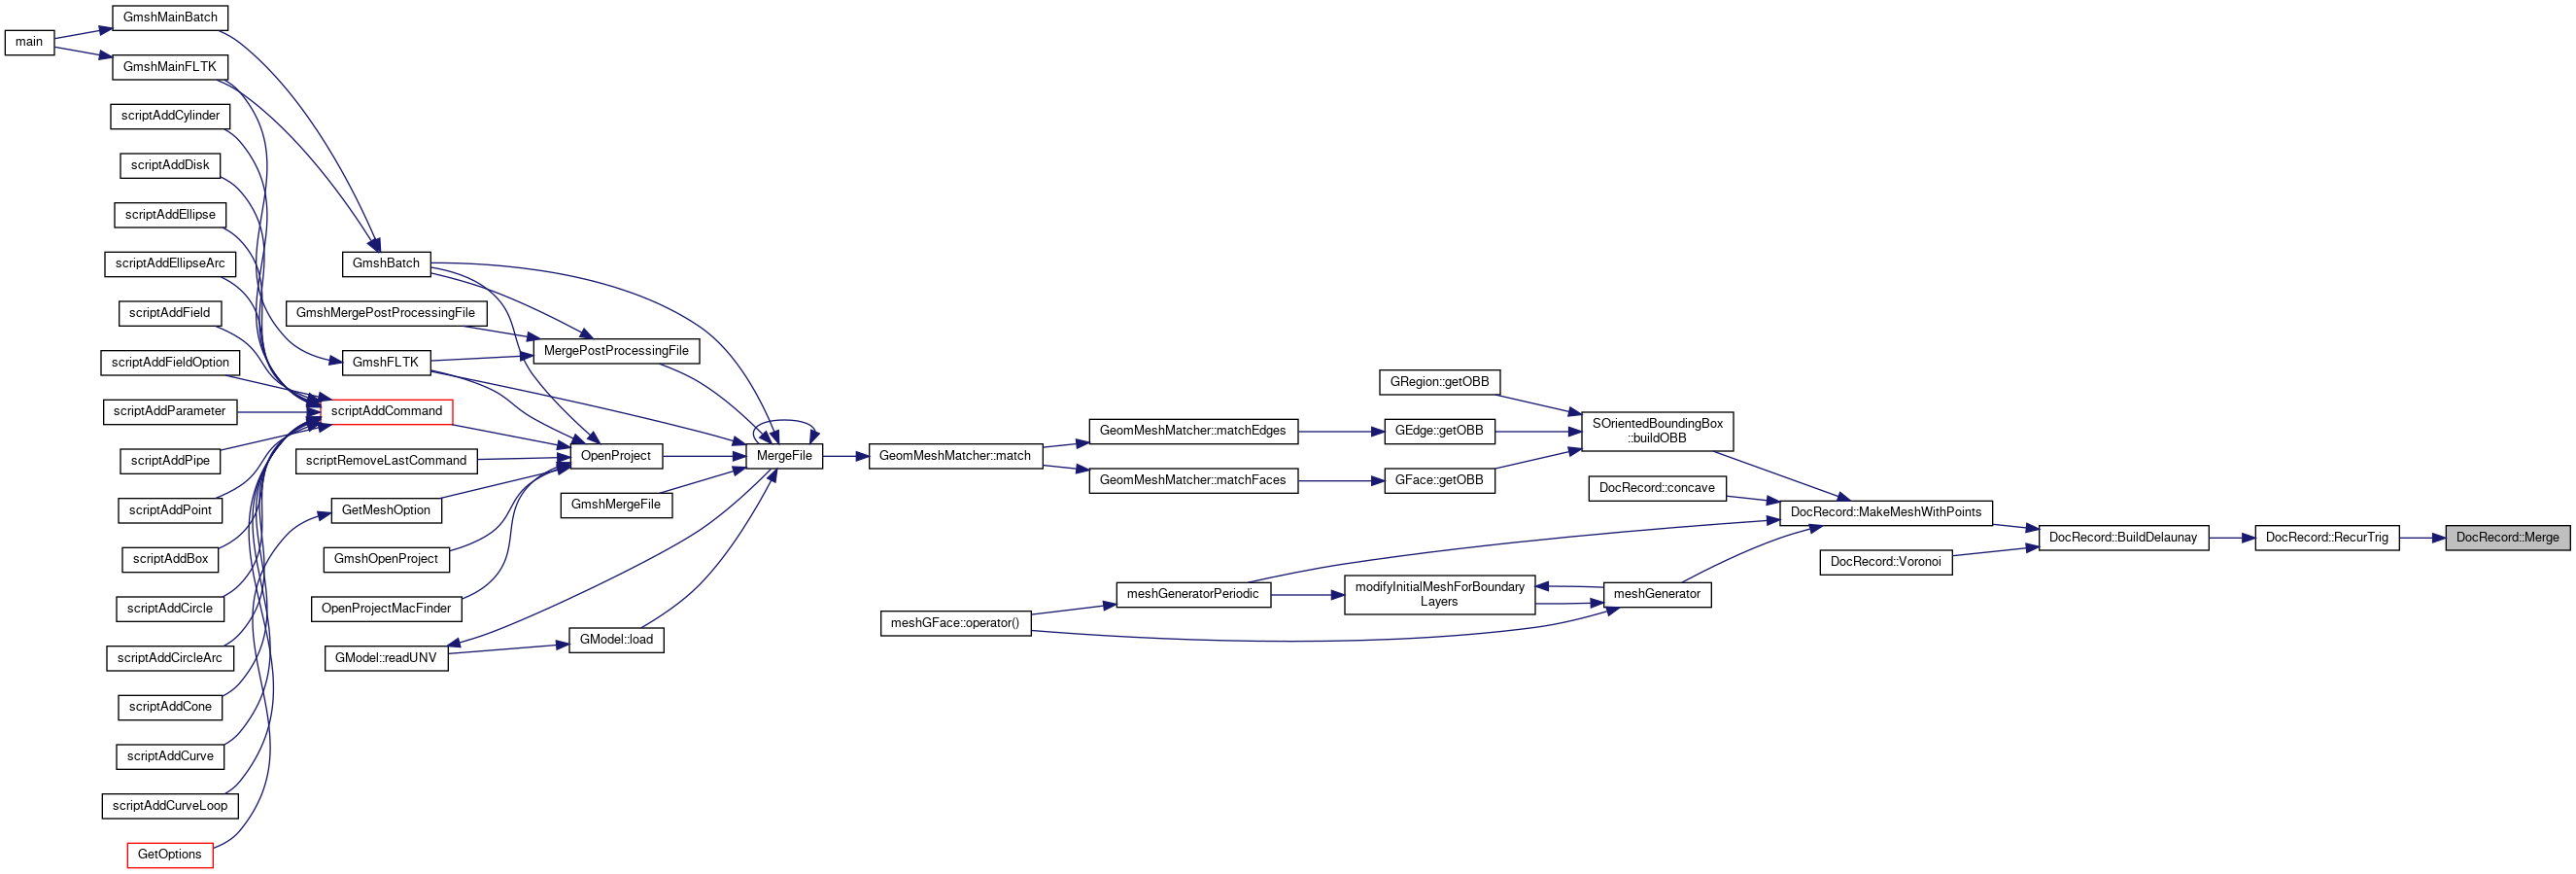 main
GmshMainBatch
GmshMainFLTK
scriptAddCylinder
scriptAddDisk
scriptAddEllipse
scriptAddEllipseArc
scriptAddField
scriptAddFieldOption
scriptAddParameter
scriptAddPipe
scriptAddPoint
scriptAddBox
scriptAddCircle
scriptAddCircleArc
scriptAddCone
scriptAddCurve
scriptAddCurveLoop
GetOptions
GmshBatch
GmshMergePostProcessingFile
GmshFLTK
scriptAddCommand
scriptRemoveLastCommand
GetMeshOption
GmshOpenProject
OpenProjectMacFinder
GModel::readUNV
MergePostProcessingFile
OpenProject
GmshMergeFile
GModel::load
MergeFile
GeomMeshMatcher::match
GeomMeshMatcher::matchEdges
GeomMeshMatcher::matchFaces
meshGFace::operator()
meshGeneratorPeriodic
GRegion::getOBB
GEdge::getOBB
GFace::getOBB
modifyInitialMeshForBoundary
Layers
SOrientedBoundingBox
::buildOBB
DocRecord::concave
meshGenerator
DocRecord::MakeMeshWithPoints
DocRecord::Voronoi
DocRecord::BuildDelaunay
DocRecord::RecurTrig
DocRecord::Merge